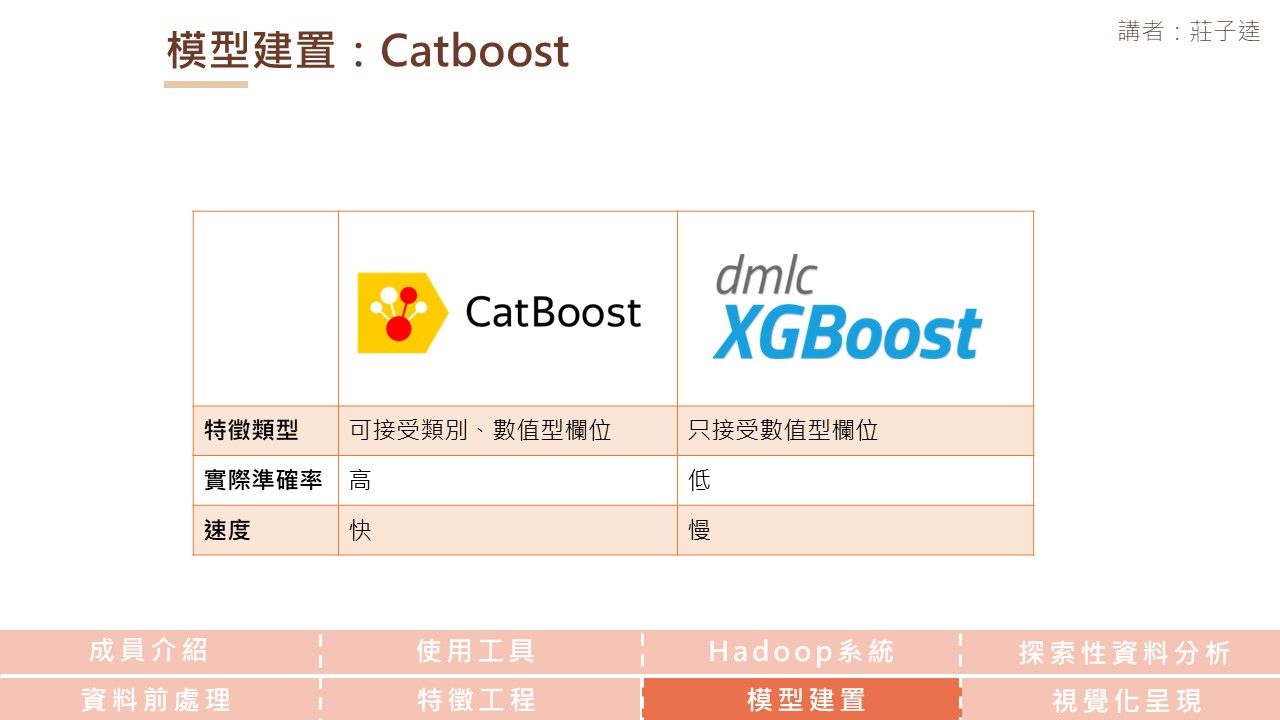 模型建置：Catboost
講者：莊子逵
CatBoost
dmlc
XGBoost
特徵類型 可接受類別、數值型欄位 只接受數值型欄位
實際準確率 高 低
速度 快 慢
成員介紹 使用工具 Hadoop系統 探索性資料分析
資料前處理 特徵工程 模型建置 視覺化呈現